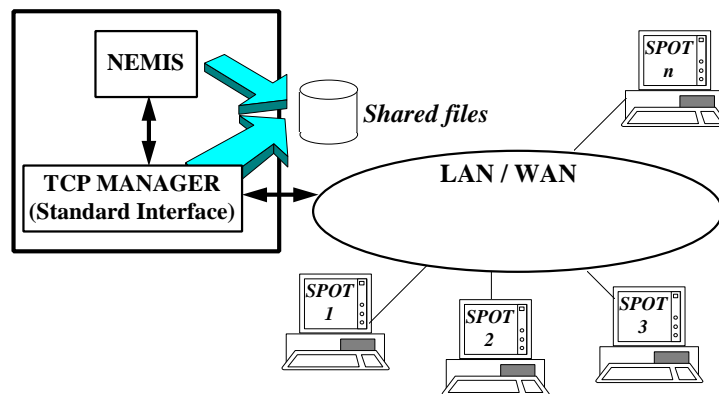 NEMIS
Shared files
TCP MANAGER
(Standard Interface)
LAN / WAN
SPOT
n
SPOT
1
SPOT
2
SPOT
3